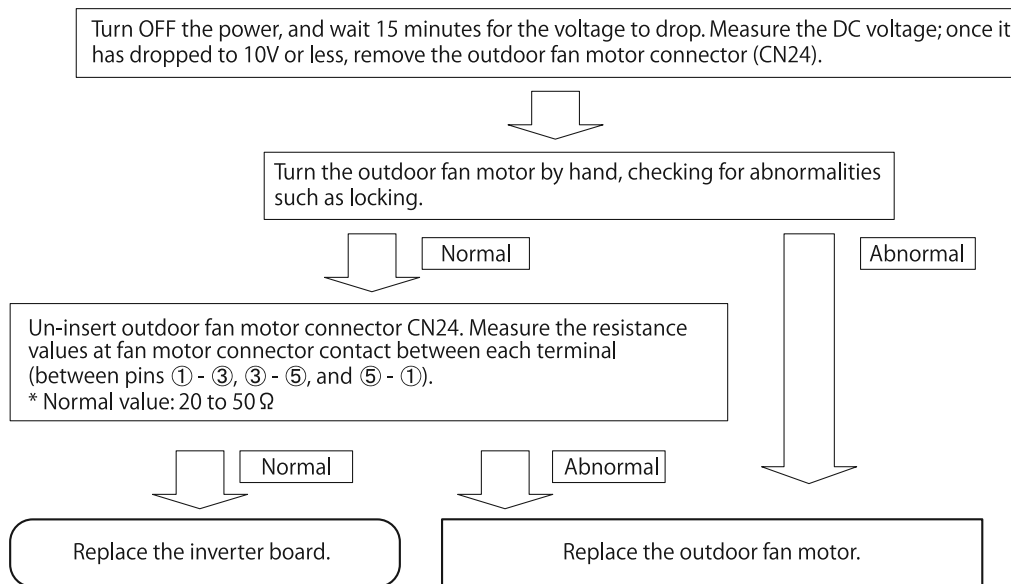 Turn OFF the power, and wait 15 minutes for the voltage to drop. Measure the DC voltage; once it
has dropped to 10V or less, remove the outdoor fan motor connector (CN24).
Turn the outdoor fan motor by hand, checking for abnormalities
such as locking.
Normal
Abnormal
Un-insert outdoor fan motor connector CN24. Measure the resistance
values at fan motor connector contact between each terminal
(between pins ① - ③, ③ - ⑤, and ⑤ - ①).
* Normal value: 20 to 50 Ω
Normal
Abnormal
Replace the inverter board.
Replace the outdoor fan motor.